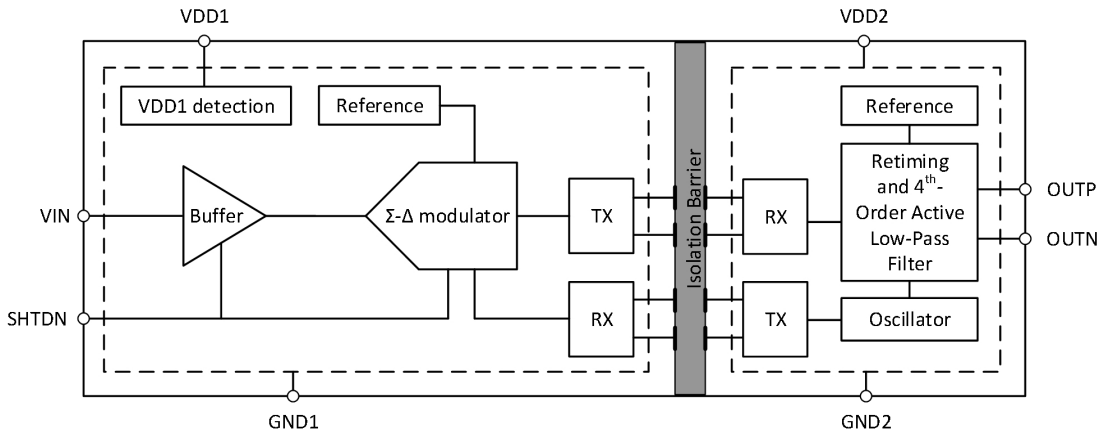 VDD1
VDD2
VDD1 detection
Reference
Reference
VIN
Buffer
Σ-Δ modulator
TX
Isolation Barrier
RX
Retiming
and 4th-
Order Active
Low-Pass
Filter
OUTP
OUTN
SHTDN
RX
TX
Oscillator
GND1
GND2